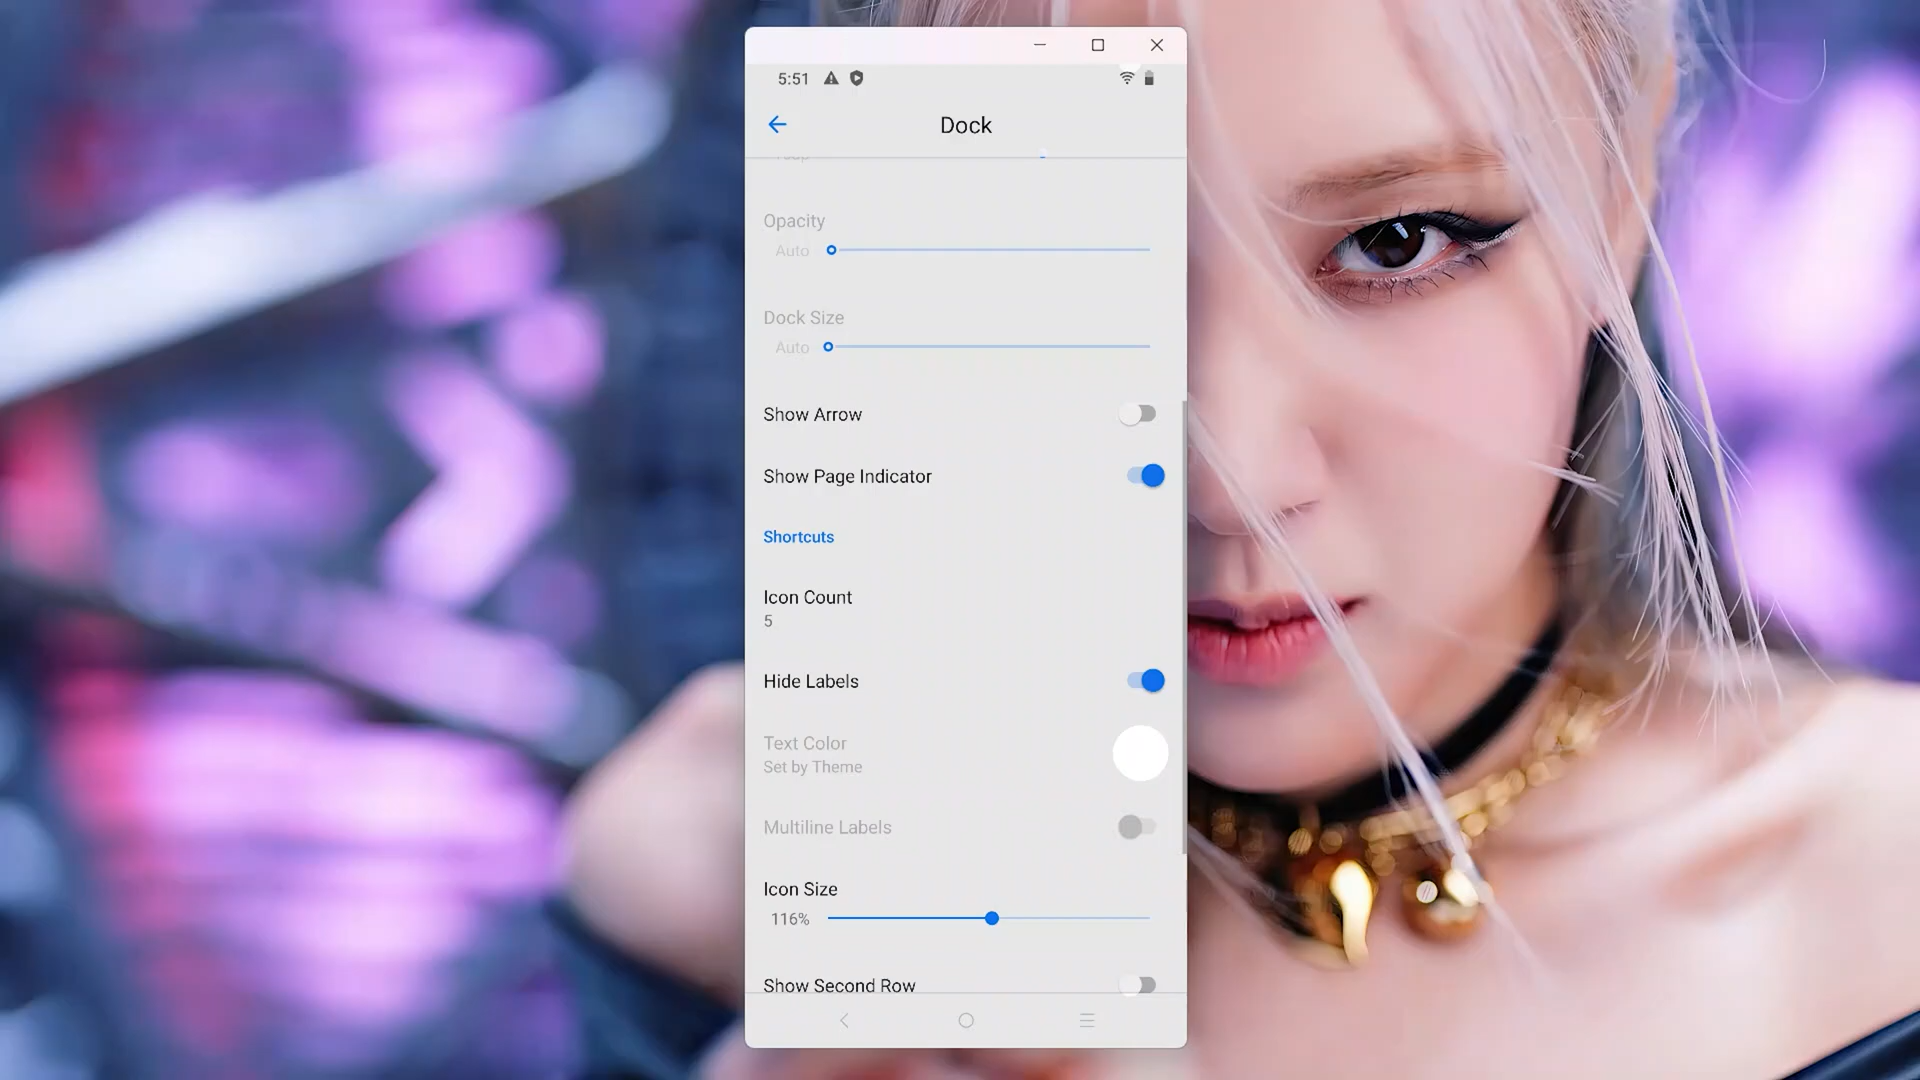 5:51
Dock
Opacity
Auto
Dock Size
Auto
Show Arrow
Show Page Indicator
Shortcuts
Icon Count
5
Hide Labels
Text Color
Set by Theme
Multiline Labels
Icon Size
116%
Show Second Row